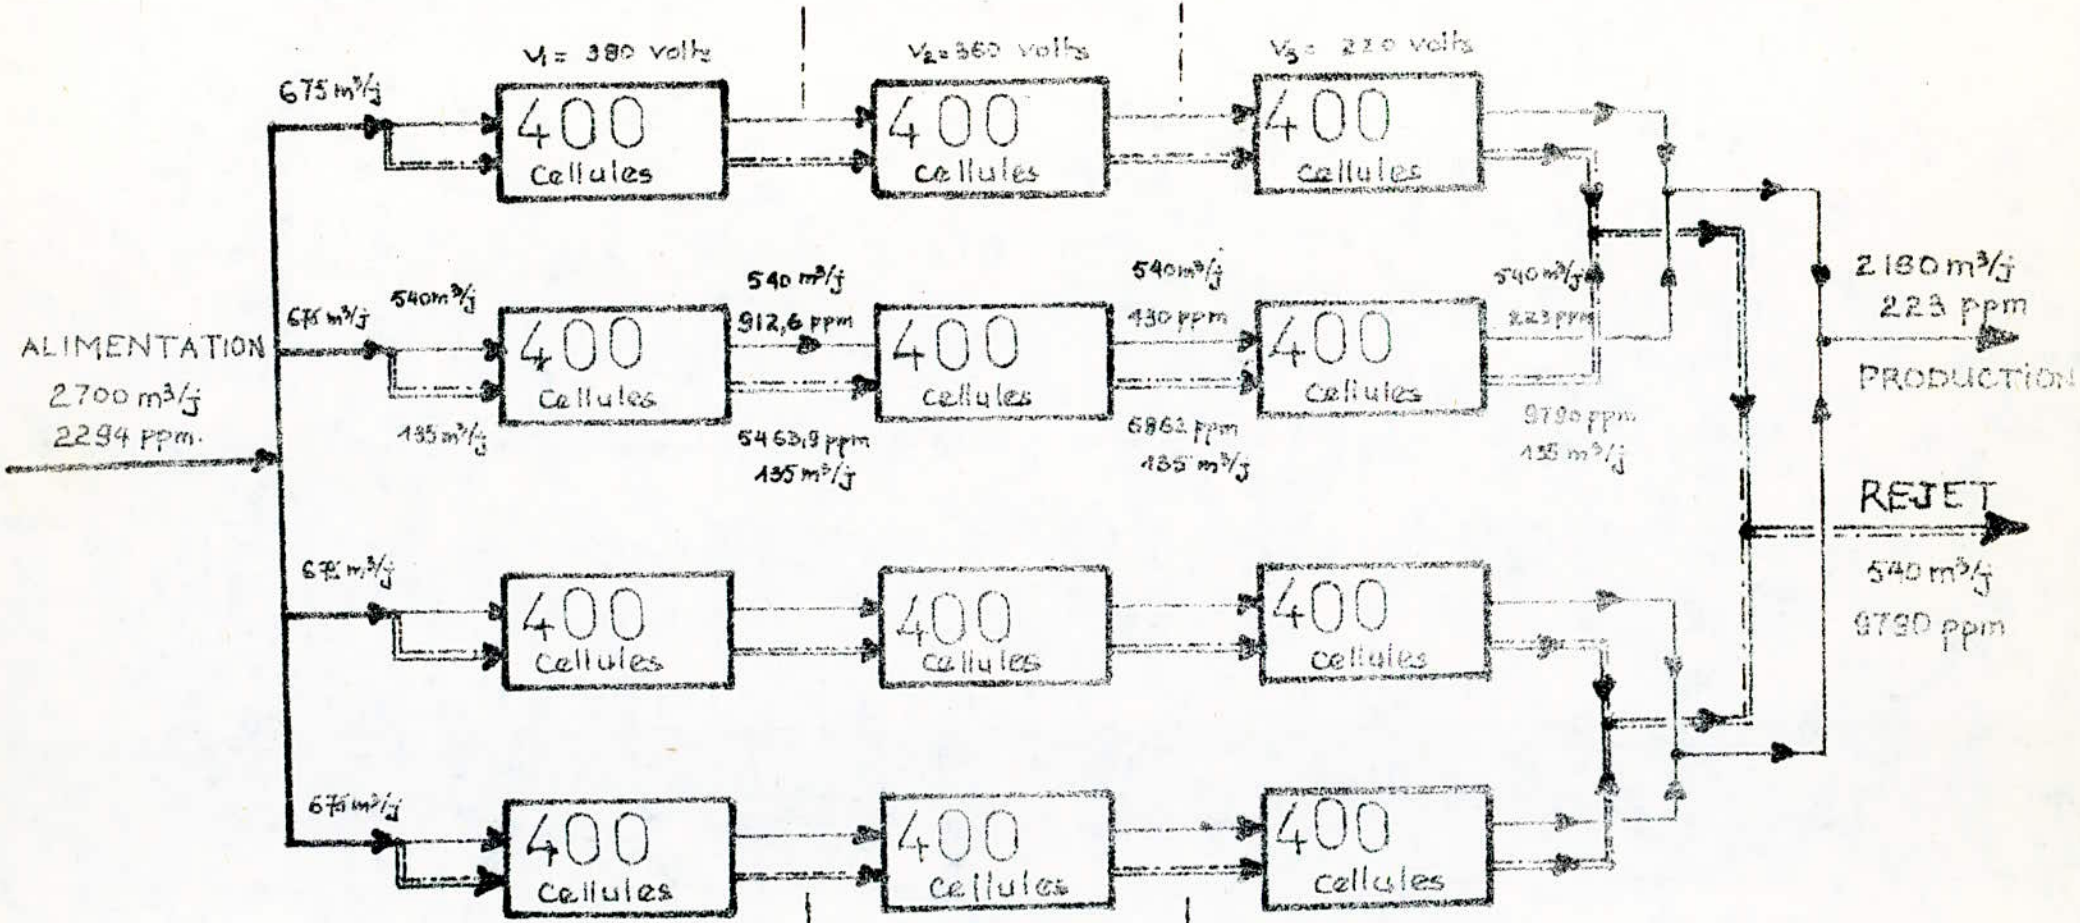 V₁ = 380 volts
V₂ = 360 volts
V₃ = 220 volts
675 m³/j
400
cellules
400
cellules
400
cellules
675 m³/j
540 m³/j
135 m³/j
400
cellules
540 m³/j
912,6 ppm
5463,9 ppm
135 m³/j
400
cellules
540 m³/j
430 ppm
6862 ppm
135 m³/j
400
cellules
540 m³/j
223 ppm
9790 ppm
135 m³/j
ALIMENTATION
2700 m³/j
2294 ppm.
2180 m³/j
223 ppm
PRODUCTION
REJET
540 m³/j
9790 ppm
675 m³/j
400
cellules
400
cellules
400
cellules
675 m³/j
400
cellules
400
cellules
400
cellules